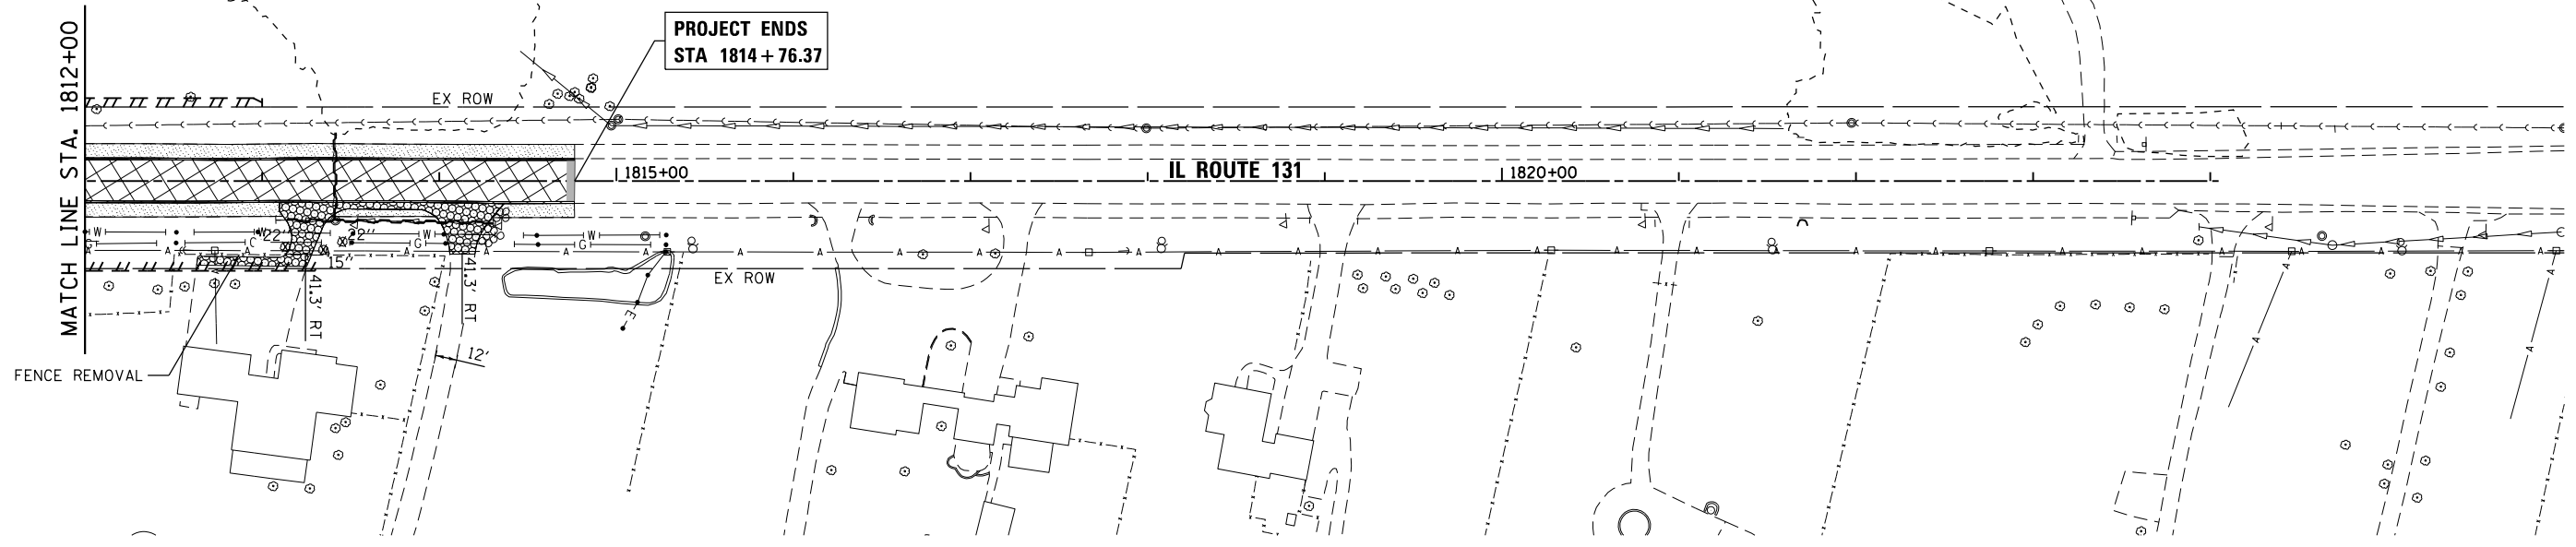 MATCH LINE STA. 1812+00
PROJECT ENDS
STA 1814+76.37
EX ROW
1815+00
IL ROUTE 131
1820+00
22"
12"
15"
41.3' RT
41.3' RT
EX ROW
12'
FENCE REMOVAL
W
W
W
W
G
G
A
A
A
A
E